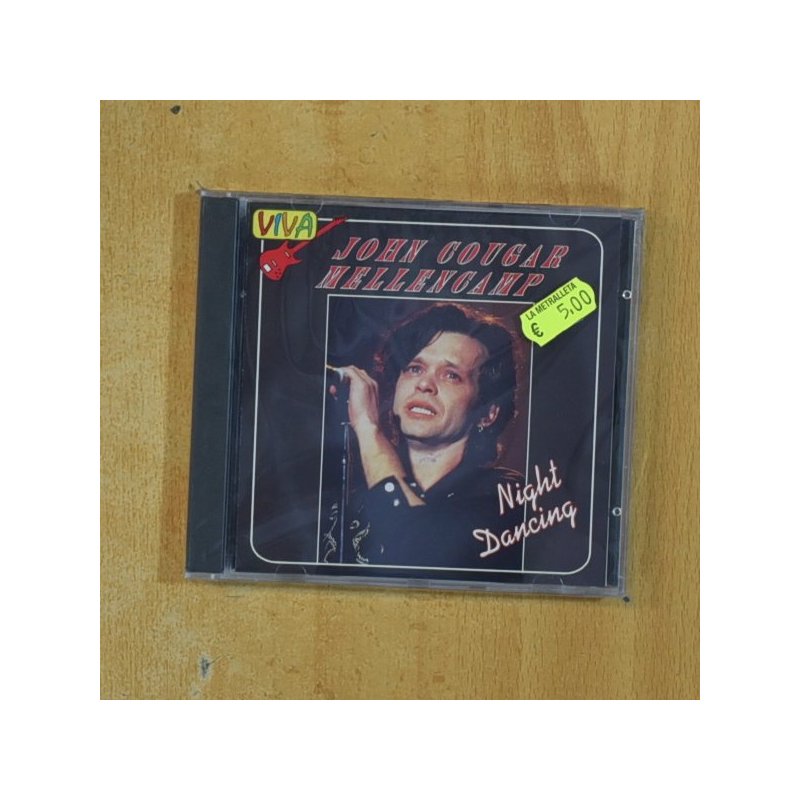 VIVA
JOHN COUGAR
MELLENCAMP
LA METRALLETA
€ 5,00
Night
Dancing